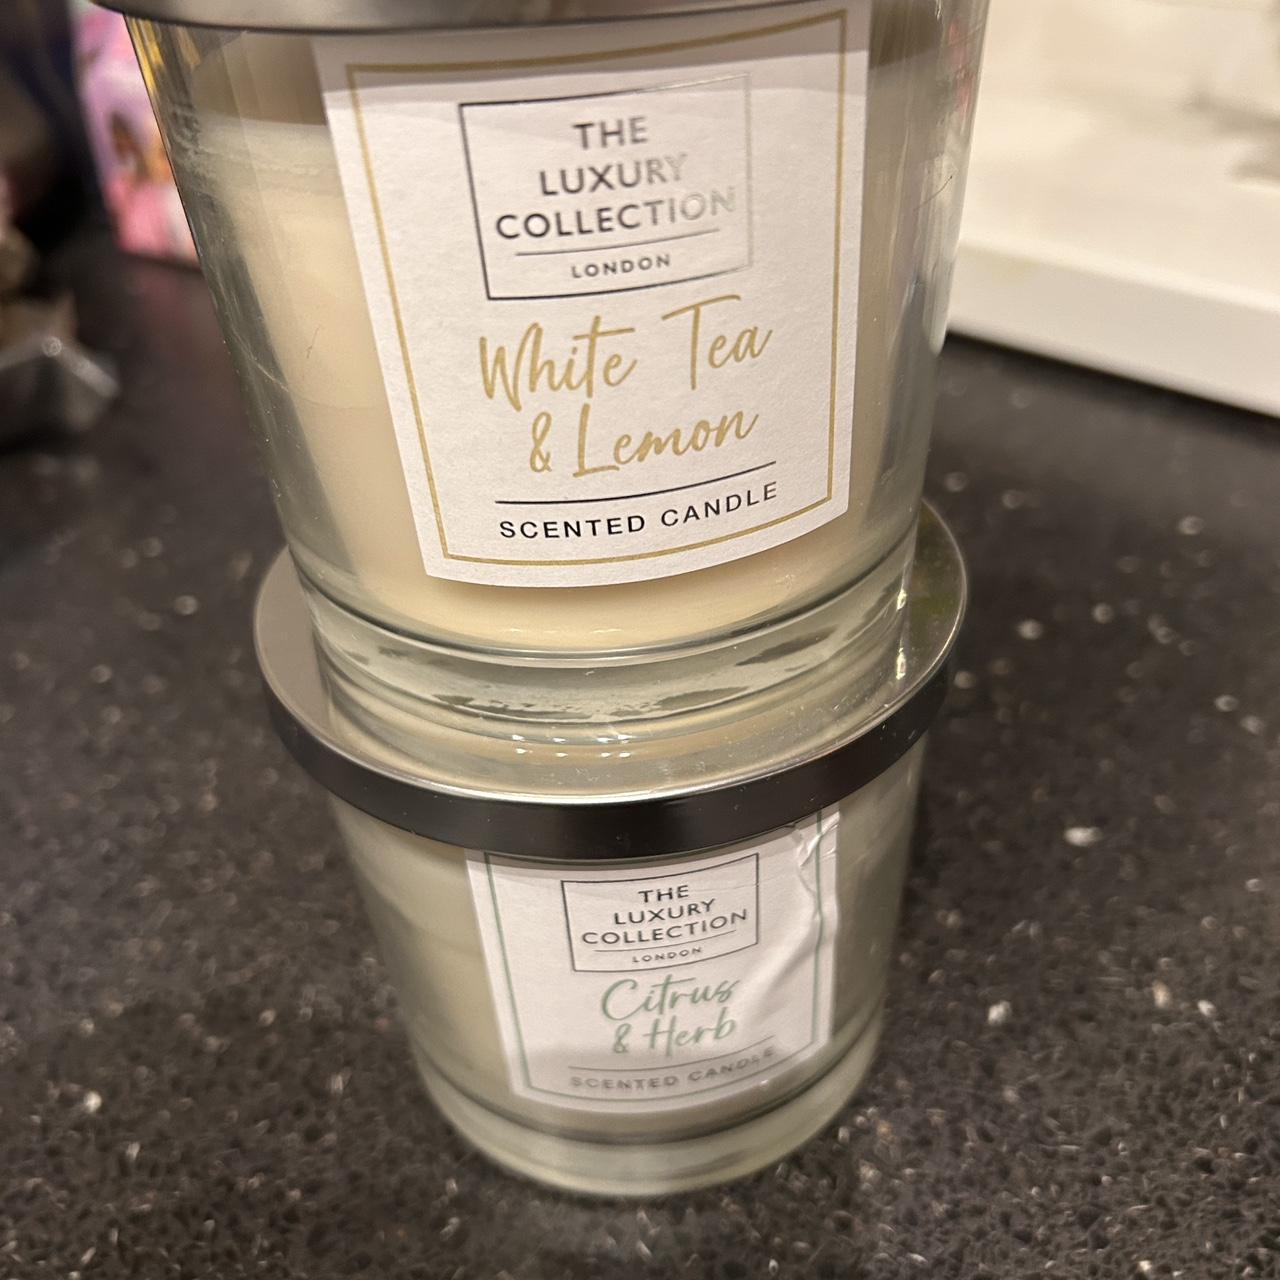 THE
LUXURY
COLLECTION
LONDON
White Tea
& Lemon
SCENTED CANDLE
THE
LUXURY
COLLECTION
LONDON
Citrus
& Herb
SCENTED CANDLE